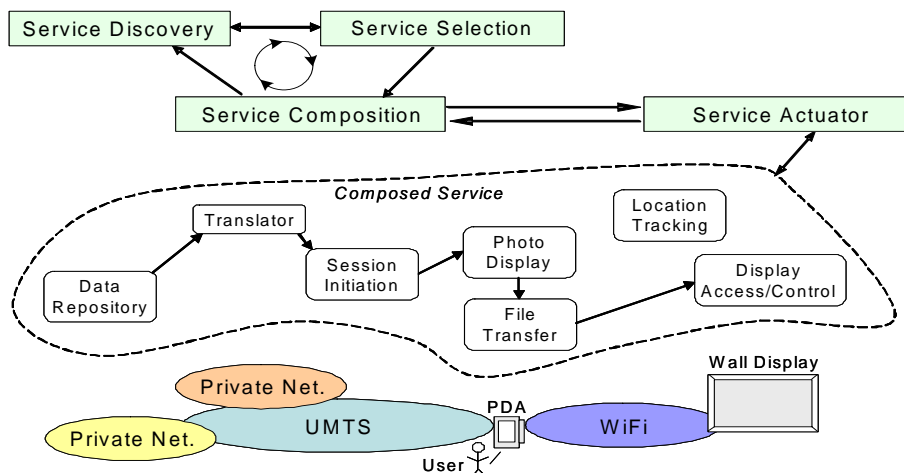 Service Discovery
Service Selection
Service Composition
Service Actuator
Composed Service
Translator
Location
Tracking
Photo
Display
Session
Initiation
Data
Repository
Display
Access/Control
File
Transfer
Wall Display
Private Net.
PDA
UMTS
WiFi
Private Net.
User